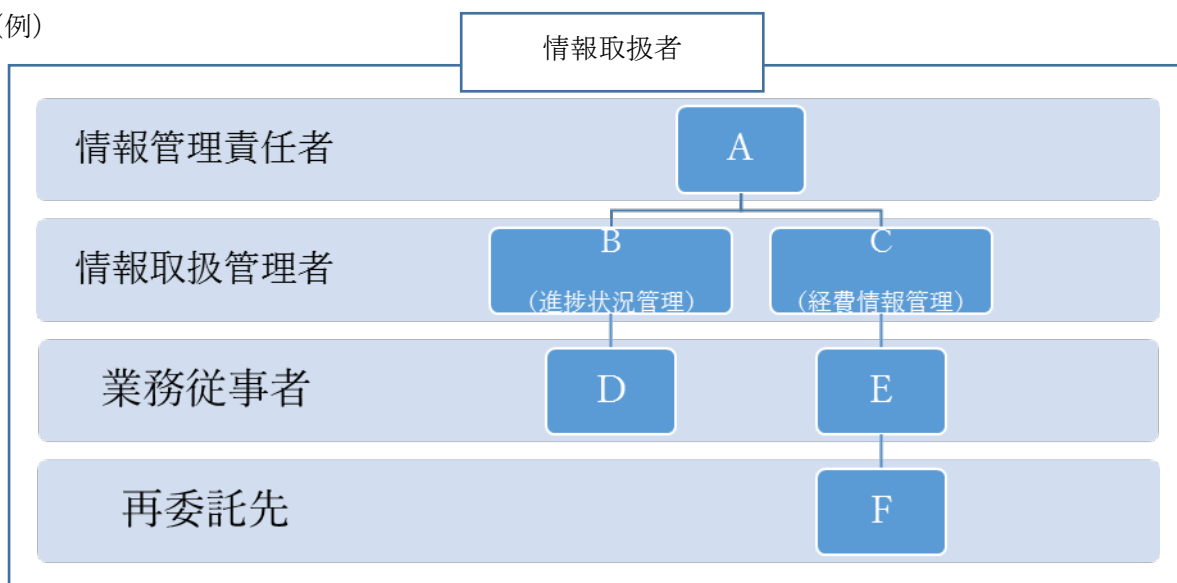 (例)
情報取扱者
情報管理責任者
A
情報取扱管理者
B
(進捗状況管理)
C
(経費情報管理)
業務従事者
D
E
再委託先
F